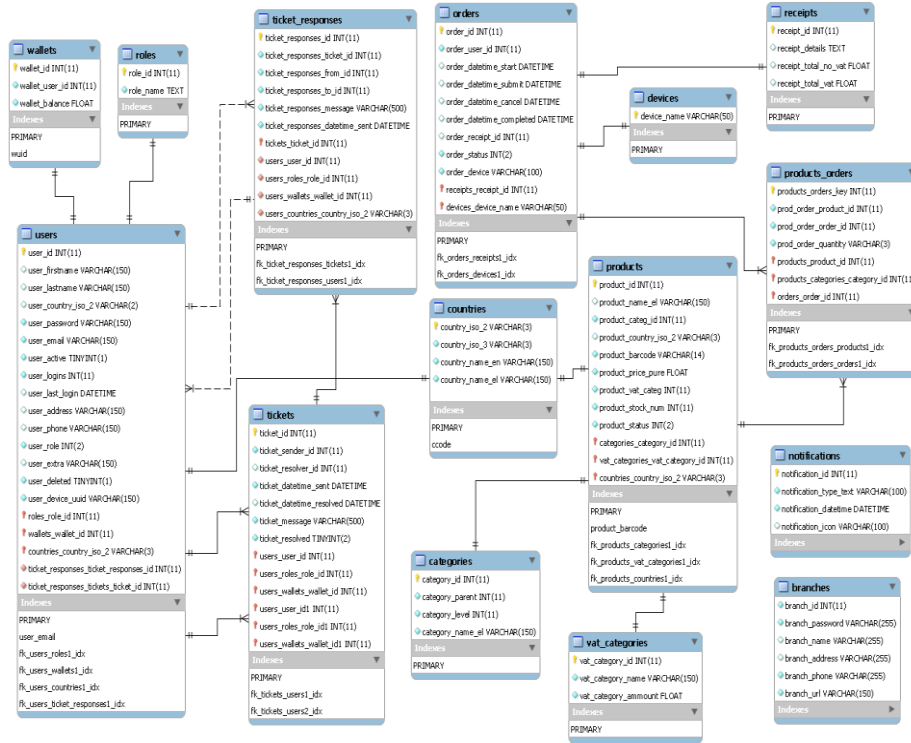 wallets
wallet_id INT(11)
wallet_user_id INT(11)
wallet_balance FLOAT
Indexes
PRIMARY
wuid
roles
role_id INT(11)
role_name TEXT
Indexes
PRIMARY
ticket_responses
ticket_responses_id INT(11)
ticket_responses_ticket_id INT(11)
ticket_responses_from_id INT(11)
ticket_responses_to_id INT(11)
ticket_responses_message VARCHAR(500)
ticket_responses_datetime_sent DATETIME
tickets_ticket_id INT(11)
users_user_id INT(11)
users_roles_role_id INT(11)
users_wallets_wallet_id INT(11)
users_countries_country_iso_2 VARCHAR(3)
Indexes
PRIMARY
fk_ticket_responses_tickets1_idx
fk_ticket_responses_users1_idx
orders
order_id INT(11)
order_user_id INT(11)
order_datetime_start DATETIME
order_datetime_submit DATETIME
order_datetime_cancel DATETIME
order_datetime_completed DATETIME
order_receipt_id INT(11)
order_status INT(2)
order_device VARCHAR(100)
receipts_receipt_id INT(11)
devices_device_name VARCHAR(50)
Indexes
PRIMARY
fk_orders_receipts1_idx
fk_orders_devices1_idx
receipts
receipt_id INT(11)
receipt_details TEXT
receipt_total_no_vat FLOAT
receipt_total_vat FLOAT
Indexes
PRIMARY
devices
device_name VARCHAR(50)
Indexes
PRIMARY
products_orders
products_orders_key INT(11)
prod_order_product_id INT(11)
prod_order_order_id INT(11)
prod_order_quantity VARCHAR(3)
products_product_id INT(11)
products_categories_category_id INT(11)
orders_order_id INT(11)
Indexes
PRIMARY
fk_products_orders_products1_idx
fk_products_orders_orders1_idx
users
user_id INT(11)
user_firstname VARCHAR(150)
user_lastname VARCHAR(150)
user_country_iso_2 VARCHAR(2)
user_password VARCHAR(150)
user_email VARCHAR(150)
user_active TINYINT(1)
user_logins INT(11)
user_last_login DATETIME
user_address VARCHAR(150)
user_phone VARCHAR(150)
user_role INT(2)
user_extra VARCHAR(150)
user_deleted TINYINT(1)
user_device_uuid VARCHAR(150)
roles_role_id INT(11)
wallets_wallet_id INT(11)
countries_country_iso_2 VARCHAR(3)
ticket_responses_ticket_responses_id INT(11)
ticket_responses_tickets_ticket_id INT(11)
Indexes
PRIMARY
user_email
fk_users_roles1_idx
fk_users_wallets1_idx
fk_users_countries1_idx
fk_users_ticket_responses1_idx
countries
country_iso_2 VARCHAR(3)
country_iso_3 VARCHAR(3)
country_name_en VARCHAR(150)
country_name_el VARCHAR(150)
Indexes
PRIMARY
ccode
products
product_id INT(11)
product_name_el VARCHAR(150)
product_categ_id INT(11)
product_country_iso_2 VARCHAR(3)
product_barcode VARCHAR(14)
product_price_pure FLOAT
product_vat_categ INT(11)
product_stock_num INT(11)
product_status INT(2)
categories_category_id INT(11)
vat_categories_vat_category_id INT(11)
countries_country_iso_2 VARCHAR(3)
Indexes
PRIMARY
product_barcode
fk_products_categories1_idx
fk_products_vat_categories1_idx
fk_products_countries1_idx
tickets
ticket_id INT(11)
ticket_sender_id INT(11)
ticket_resolver_id INT(11)
ticket_datetime_sent DATETIME
ticket_datetime_resolved DATETIME
ticket_message VARCHAR(500)
ticket_resolved TINYINT(2)
users_user_id INT(11)
users_roles_role_id INT(11)
users_wallets_wallet_id INT(11)
users_user_id1 INT(11)
users_roles_role_id1 INT(11)
users_wallets_wallet_id1 INT(11)
Indexes
PRIMARY
fk_tickets_users1_idx
fk_tickets_users2_idx
notifications
notification_id INT(11)
notification_type_text VARCHAR(100)
notification_datetime DATETIME
notification_icon VARCHAR(100)
Indexes
categories
category_id INT(11)
category_parent INT(11)
category_level INT(11)
category_name_el VARCHAR(150)
Indexes
PRIMARY
branches
branch_id INT(11)
branch_password VARCHAR(255)
branch_name VARCHAR(255)
branch_address VARCHAR(255)
branch_phone VARCHAR(255)
branch_url VARCHAR(150)
Indexes
vat_categories
vat_category_id INT(11)
vat_category_name VARCHAR(150)
vat_category_ammount FLOAT
Indexes
PRIMARY